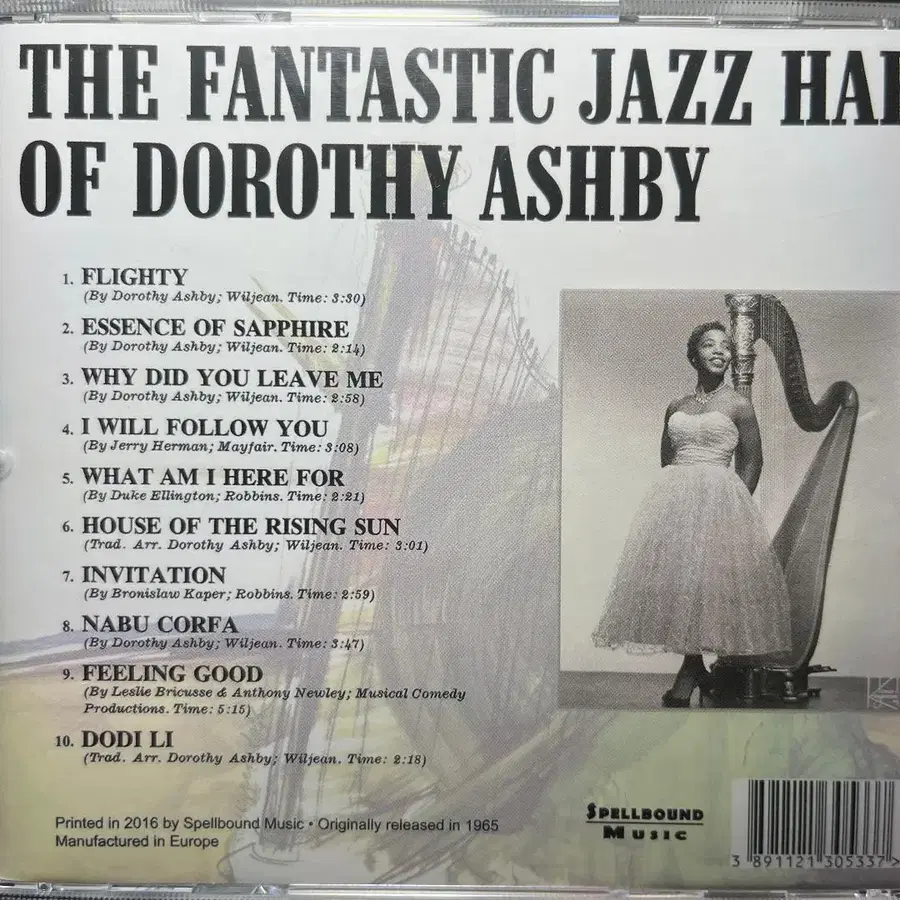 THE FANTASTIC JAZZ HAR
OF DOROTHY ASHBY
1. FLIGHTY
(By Dorothy Ashby; Wiljean. Time: 3:30)
2. ESSENCE OF SAPPHIRE
(By Dorothy Ashby; Wiljean. Time: 2:14)
3. WHY DID YOU LEAVE ME
(By Dorothy Ashby; Wiljean. Time: 2:58)
4. I WILL FOLLOW YOU
(By Jerry Herman; Mayfair. Time: 3:08)
5. WHAT AM I HERE FOR
(By Duke Ellington; Robbins. Time: 2:21)
6. HOUSE OF THE RISING SUN
(Trad. Arr. Dorothy Ashby; Wiljean. Time: 3:01)
7. INVITATION
(By Bronislaw Kaper; Robbins. Time: 2:59)
8. NABU CORFA
(By Dorothy Ashby; Wiljean. Time: 3:47)
9. FEELING GOOD
(By Leslie Bricusse & Anthony Newley; Musical Comedy
Productions. Time: 5:15)
10. DODI LI
(Trad. Arr. Dorothy Ashby; Wiljean. Time: 2:18)
Printed in 2016 by Spellbound Music • Originally released in 1965
Manufactured in Europe
SPELLBOUND
MUSIC
3 891121 305337 >